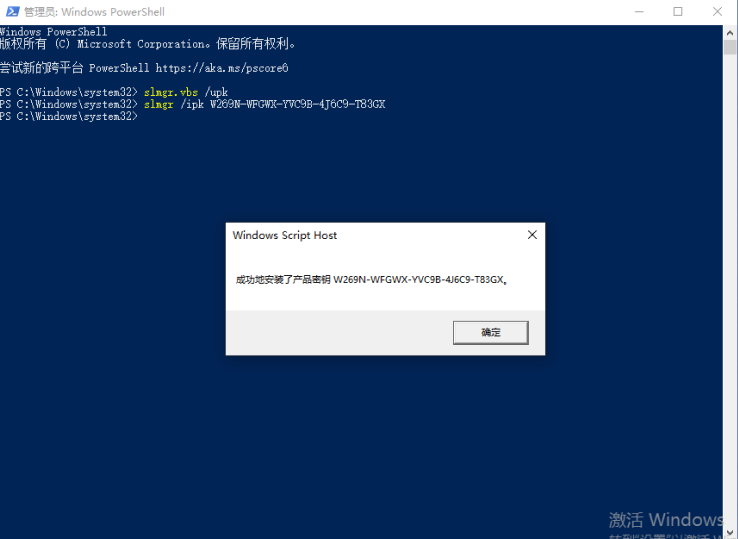 管理员: Windows PowerShell
Windows PowerShell
版权所有 (C) Microsoft Corporation。保留所有权利。
尝试新的跨平台 PowerShell https://aka.ms/pscore6
PS C:\Windows\system32> slmgr.vbs /upk
PS C:\Windows\system32> slmgr /ipk W269N-WFGWX-YVC9B-4J6C9-T83GX
PS C:\Windows\system32>
Windows Script Host
成功地安装了产品密钥 W269N-WFGWX-YVC9B-4J6C9-T83GX。
确定
激活 Windows